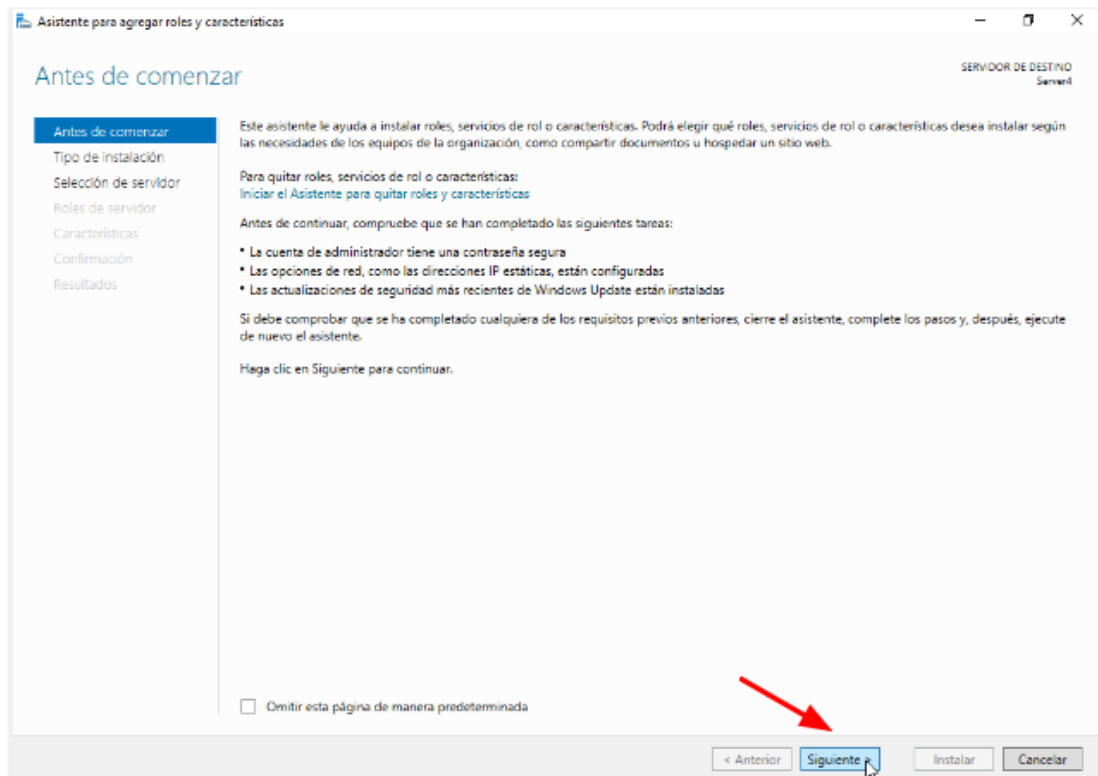 Asistente para agregar roles y características
Antes de comenzar
SERVIDOR DE DESTINO
Server4
Antes de comenzar
Tipo de instalación
Selección de servidor
Roles de servidor
Características
Confirmación
Resultados
Este asistente le ayuda a instalar roles, servicios de rol o características. Podrá elegir qué roles, servicios de rol o características desea instalar según
las necesidades de los equipos de la organización, como compartir documentos u hospedar un sitio web.
Para quitar roles, servicios de rol o características:
Iniciar el Asistente para quitar roles y características
Antes de continuar, compruebe que se han completado las siguientes tareas:
• La cuenta de administrador tiene una contraseña segura
• Las opciones de red, como las direcciones IP estáticas, están configuradas
• Las actualizaciones de seguridad más recientes de Windows Update están instaladas
Si debe comprobar que se ha completado cualquiera de los requisitos previos anteriores, cierre el asistente, complete los pasos y, después, ejecute
de nuevo el asistente.
Haga clic en Siguiente para continuar.
Omitir esta página de manera predeterminada
< Anterior Siguiente > Instalar Cancelar